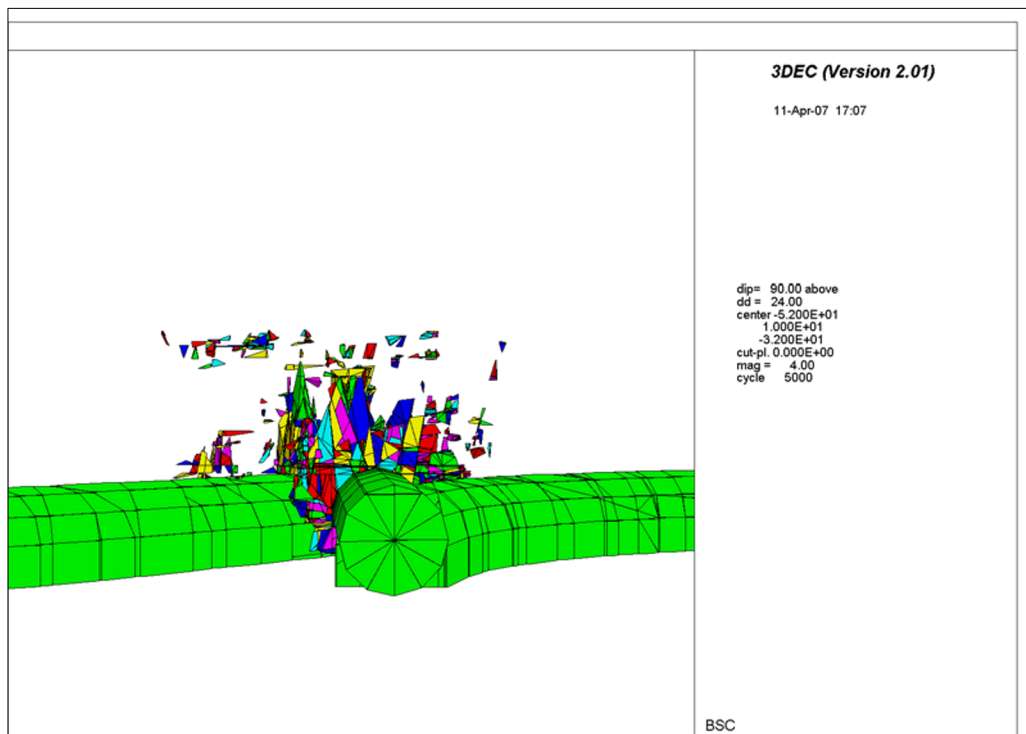 3DEC (Version 2.01)
11-Apr-07 17:07
dip= 90.00 above
dd = 24.00
center -5.200E+01
1.000E+01
-3.200E+01
cut-pl. 0.000E+00
mag = 4.00
cycle 5000
BSC